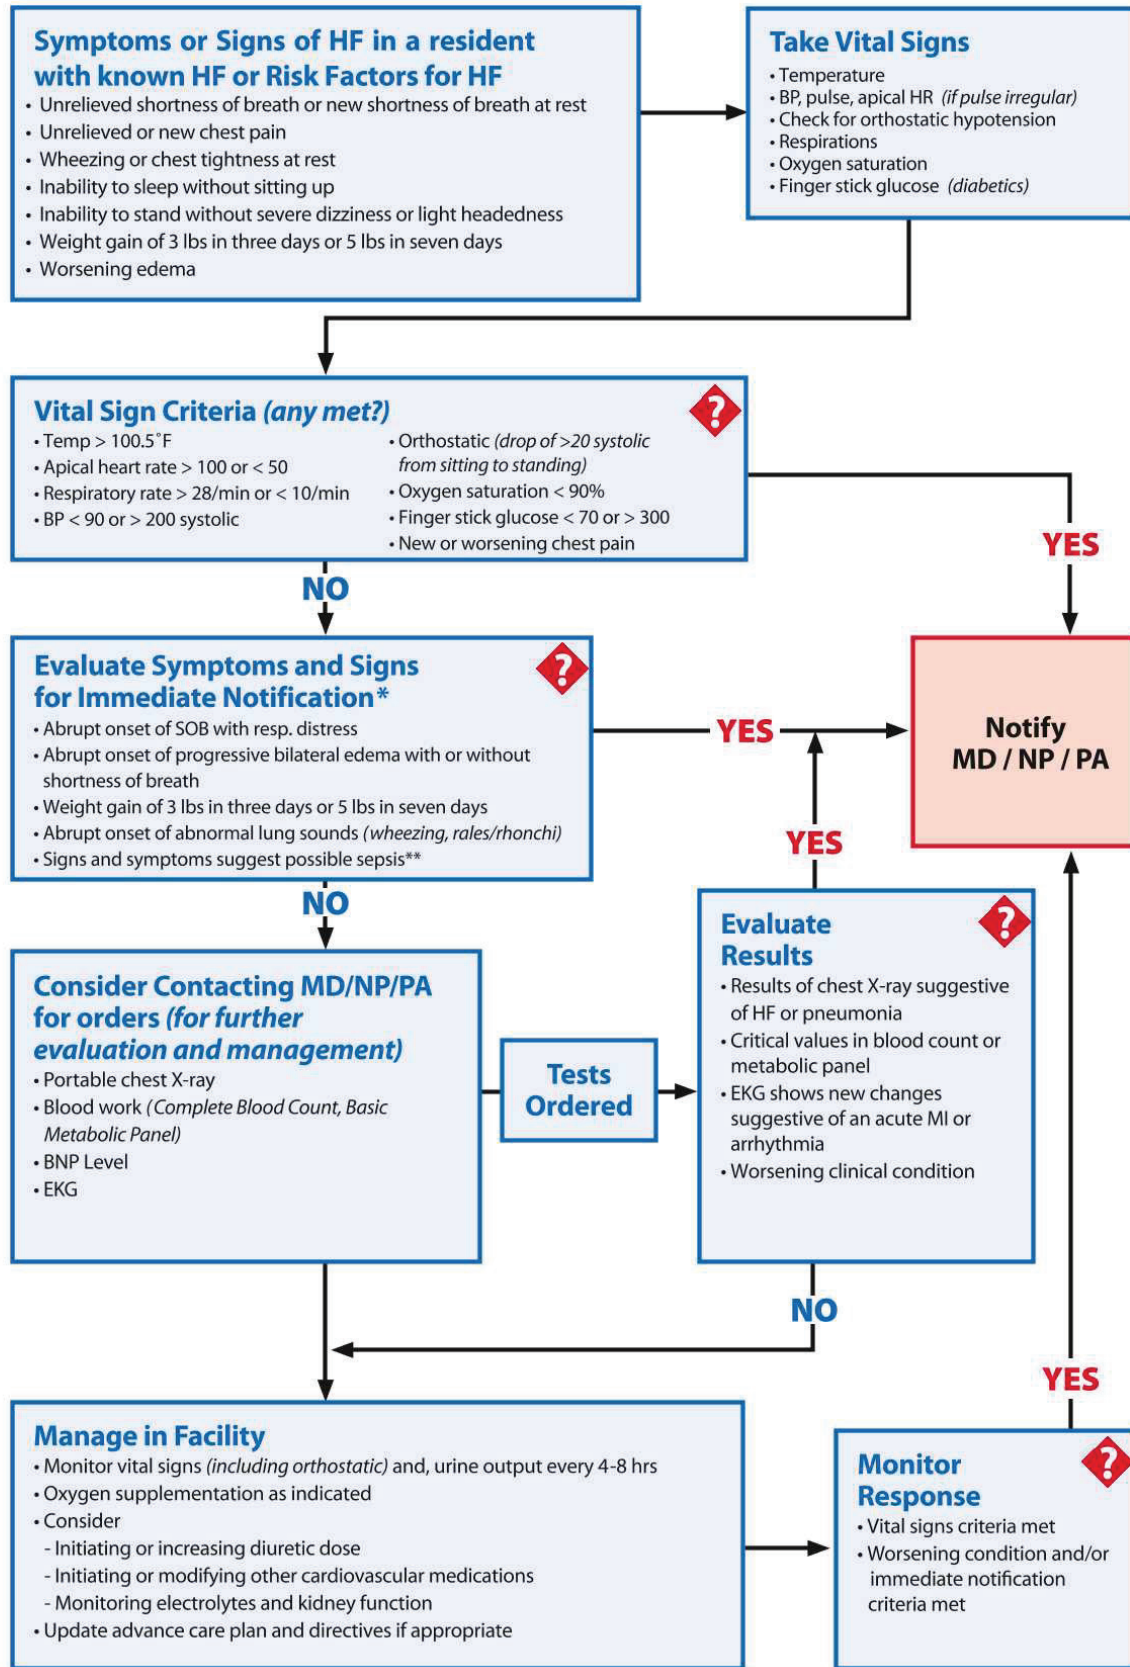 Symptoms or Signs of HF in a resident
with known HF or Risk Factors for HF
• Unrelieved shortness of breath or new shortness of breath at rest
• Unrelieved or new chest pain
• Wheezing or chest tightness at rest
• Inability to sleep without sitting up
• Inability to stand without severe dizziness or light headedness
• Weight gain of 3 lbs in three days or 5 lbs in seven days
• Worsening edema
Take Vital Signs
• Temperature
• BP, pulse, apical HR (if pulse irregular)
• Check for orthostatic hypotension
• Respirations
• Oxygen saturation
• Finger stick glucose (diabetics)
Vital Sign Criteria (any met?)
?
• Temp > 100.5˚F
• Apical heart rate > 100 or < 50
• Respiratory rate > 28/min or < 10/min
• BP < 90 or > 200 systolic
• Orthostatic (drop of >20 systolic
from sitting to standing)
• Oxygen saturation < 90%
• Finger stick glucose < 70 or > 300
• New or worsening chest pain
YES
NO
Evaluate Symptoms and Signs
for Immediate Notification*
?
• Abrupt onset of SOB with resp. distress
• Abrupt onset of progressive bilateral edema with or without
shortness of breath
• Weight gain of 3 lbs in three days or 5 lbs in seven days
• Abrupt onset of abnormal lung sounds (wheezing, rales/rhonchi)
• Signs and symptoms suggest possible sepsis**
YES
Notify
MD / NP / PA
YES
NO
Consider Contacting MD/NP/PA
for orders (for further
evaluation and management)
• Portable chest X-ray
• Blood work (Complete Blood Count, Basic
Metabolic Panel)
• BNP Level
• EKG
Tests
Ordered
Evaluate
Results
?
• Results of chest X-ray suggestive
of HF or pneumonia
• Critical values in blood count or
metabolic panel
• EKG shows new changes
suggestive of an acute MI or
arrhythmia
• Worsening clinical condition
NO
YES
Manage in Facility
• Monitor vital signs (including orthostatic) and, urine output every 4-8 hrs
• Oxygen supplementation as indicated
• Consider
- Initiating or increasing diuretic dose
- Initiating or modifying other cardiovascular medications
- Monitoring electrolytes and kidney function
• Update advance care plan and directives if appropriate
Monitor
Response
?
• Vital signs criteria met
• Worsening condition and/or
immediate notification
criteria met